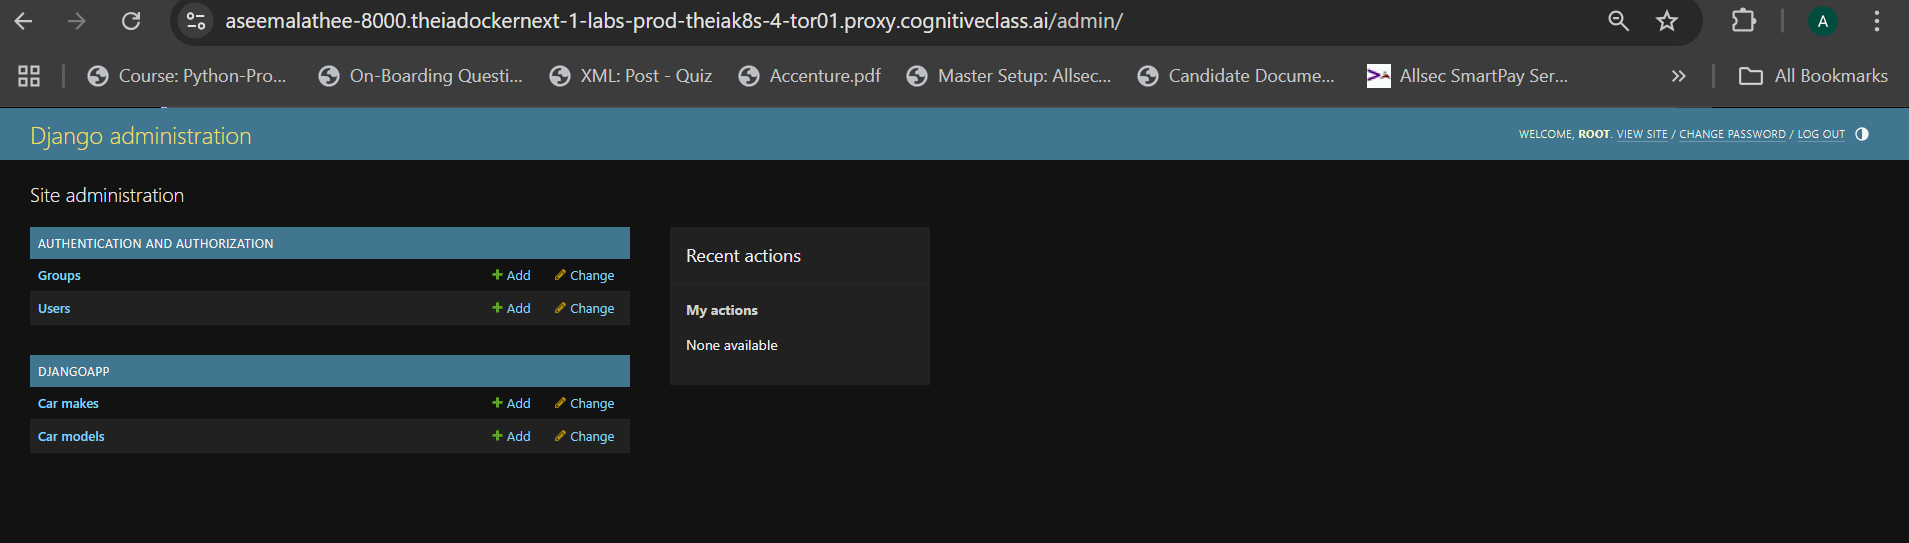 aseemalathee-8000.theiadockernext-1-labs-prod-theiak8s-4-tor01.proxy.cognitiveclass.ai/admin/
A
Course: Python-Pro... On-Boarding Questi... XML: Post - Quiz Accenture.pdf Master Setup: Allsec... Candidate Docume... Allsec SmartPay Ser... » All Bookmarks
Django administration
WELCOME, ROOT. VIEW SITE / CHANGE PASSWORD / LOG OUT
Site administration
AUTHENTICATION AND AUTHORIZATION
Groups + Add Change
Users + Add Change
DJANGOAPP
Car makes + Add Change
Car models + Add Change
Recent actions
My actions
None available